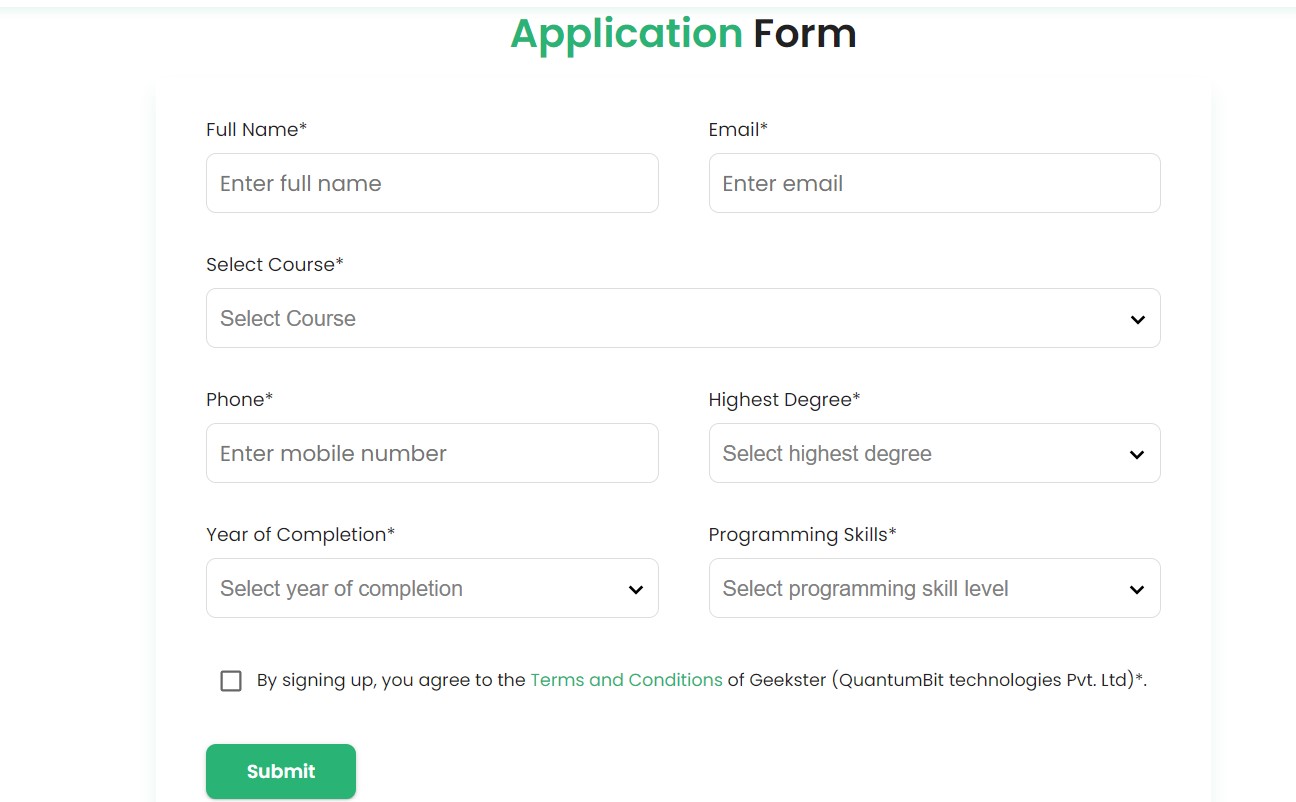 Application Form
Full Name*
Email*
Enter full name
Enter email
Select Course*
Select Course
Phone*
Highest Degree*
Enter mobile number
Select highest degree
Year of Completion*
Programming Skills*
Select year of completion
Select programming skill level
By signing up, you agree to the Terms and Conditions of Geekster (QuantumBit technologies Pvt. Ltd)*.
Submit